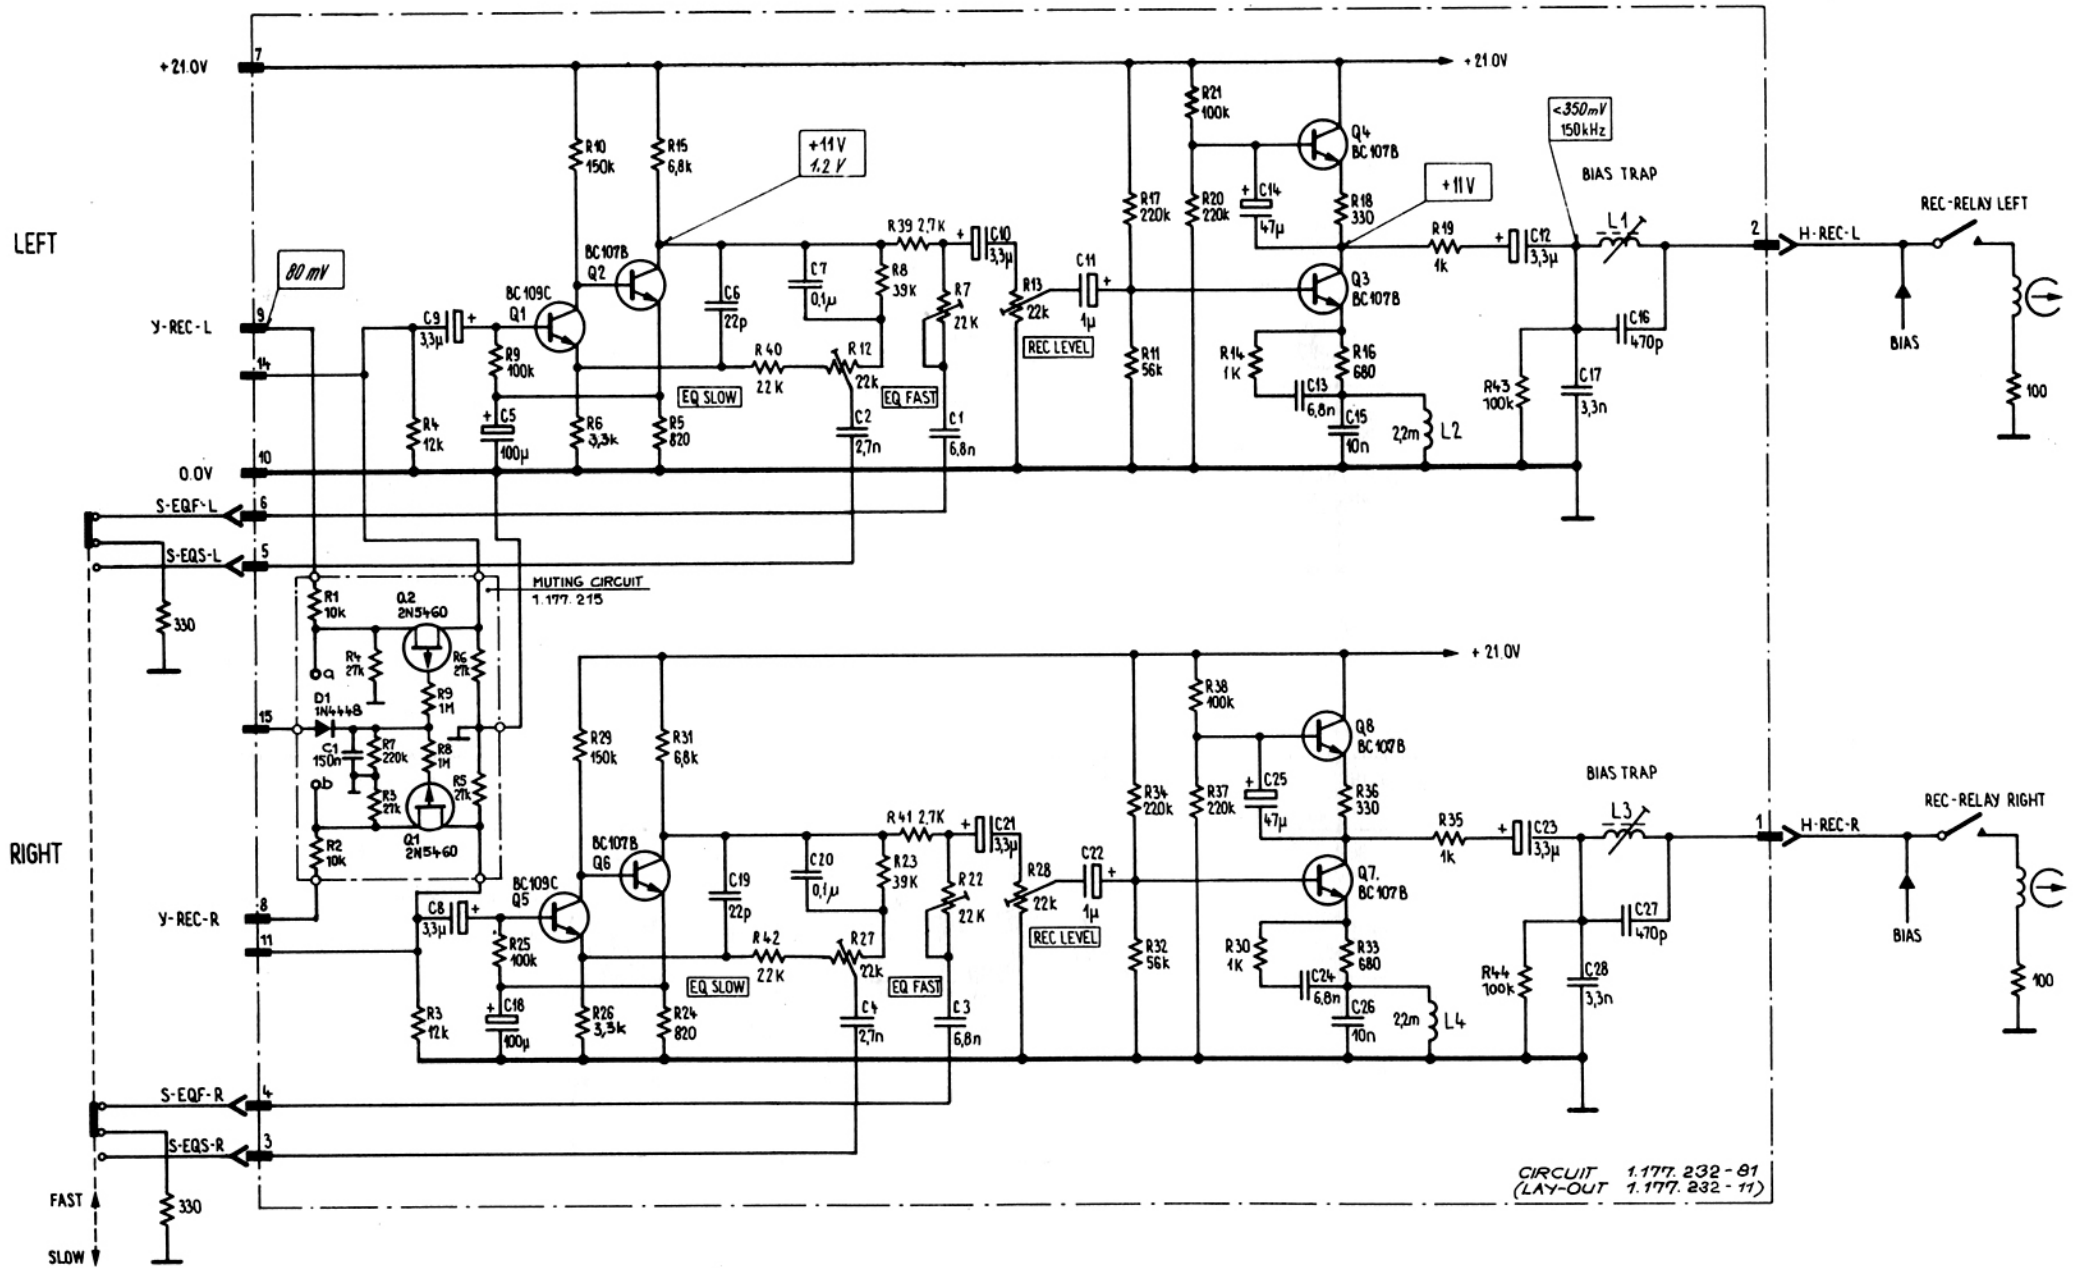 7
+21.0V
+21.0V
R10
150k
R15
6,8k
+11V
1.2V
R21
100k
Q4
BC107B
<350mV
150kHz
BIAS TRAP
+11V
R17
220k
R20
220k
+
C14
47µ
R18
330
L1
REC-RELAY LEFT
LEFT
80 mV
R39 2,7K
+
C10
3,3µ
R19
1k
+
C12
3,3µ
2
H-REC-L
BC107B
Q2
C7
0,1µ
R8
39K
C11
+
1µ
R13
22k
Q3
BC107B
BC109C
Q1
C6
22p
R7
22K
Y-REC-L
9
C9
+
3,3µ
C16
470p
BIAS
14
R9
100k
R40
22K
R12
22k
REC LEVEL
R11
56k
R14
1K
R16
680
C13
6,8n
R43
100k
C17
3,3n
100
EQ SLOW
EQ FAST
R4
12k
+
C5
100µ
R6
3,3k
R5
820
C2
2,7n
C1
6,8n
C15
10n
2,2m
L2
0.0V
10
S-EQF-L
6
S-EQS-L
5
MUTING CIRCUIT
1.177.215
R1
10k
Q2
2N5460
330
R4
27k
R6
27k
a
R9
1M
D1
1N4448
15
C1
150n
R7
220k
R8
1M
R5
27k
b
R3
27k
Q1
2N5460
R2
10k
+21.0V
R29
150k
R31
6,8k
R38
100k
Q8
BC107B
BIAS TRAP
R34
220k
R37
220k
+
C25
47µ
R36
330
L3
REC-RELAY RIGHT
RIGHT
R41 2,7K
+
C21
3,3µ
R35
1k
+
C23
3,3µ
1
H-REC-R
BC107B
Q6
C20
0,1µ
R23
39K
C22
+
1µ
R28
22k
Q7.
BC107B
BC109C
Q5
C19
22p
R22
22K
Y-REC-R
8
C8
+
3,3µ
C27
470p
BIAS
11
R25
100k
R42
22K
R27
22k
REC LEVEL
R32
56k
R30
1K
R33
680
C24
6,8n
R44
100k
C28
3,3n
100
EQ SLOW
EQ FAST
R3
12k
+
C18
100µ
R26
3,3k
R24
820
C4
2,7n
C3
6,8n
C26
10n
2,2m
L4
S-EQF-R
4
S-EQS-R
3
FAST
SLOW
330
CIRCUIT 1.177.232-81
(LAY-OUT 1.177.232-11)